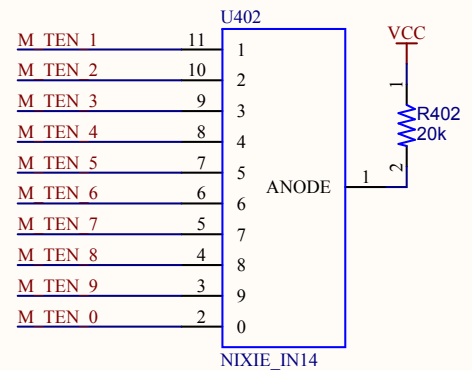 U402
M_TEN_1 11 1
M_TEN_2 10 2
M_TEN_3 9 3
M_TEN_4 8 4
M_TEN_5 7 5
M_TEN_6 6 6
M_TEN_7 5 7
M_TEN_8 4 8
M_TEN_9 3 9
M_TEN_0 2 0
ANODE 1
NIXIE_IN14
VCC
1
R402
20k
2